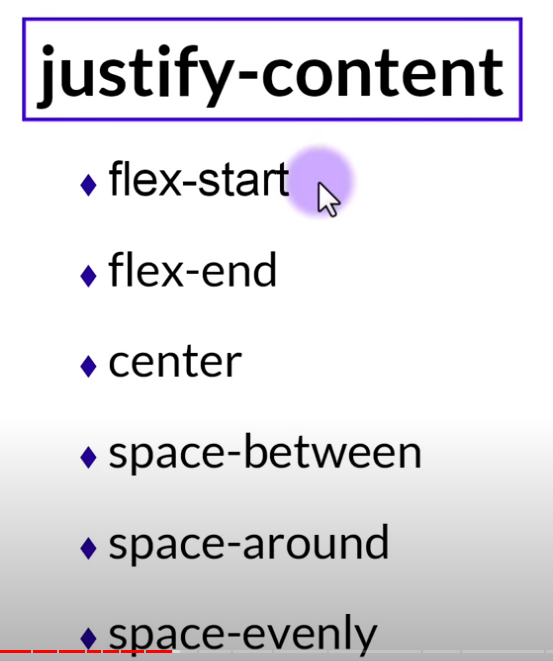 justify-content
flex-start
flex-end
center
space-between
space-around
space-evenly